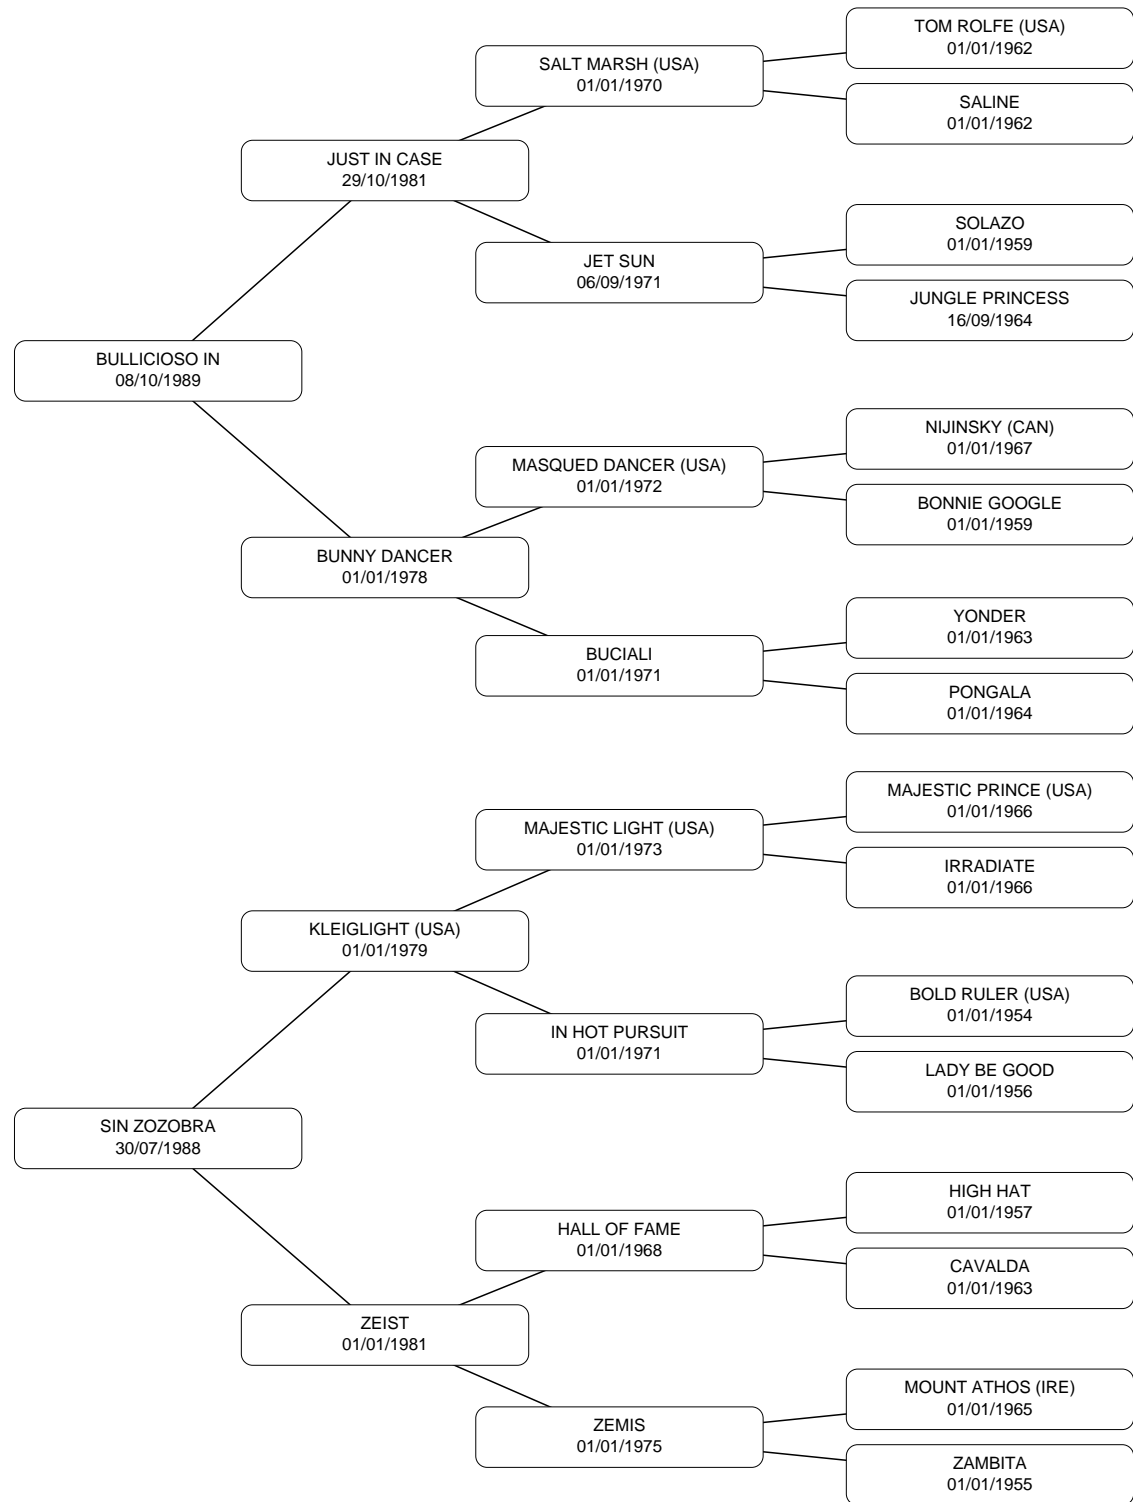 TOM ROLFE (USA)
01/01/1962
SALT MARSH (USA)
01/01/1970
SALINE
01/01/1962
JUST IN CASE
29/10/1981
SOLAZO
01/01/1959
JET SUN
06/09/1971
JUNGLE PRINCESS
16/09/1964
BULLICIOSO IN
08/10/1989
NIJINSKY (CAN)
01/01/1967
MASQUED DANCER (USA)
01/01/1972
BONNIE GOOGLE
01/01/1959
BUNNY DANCER
01/01/1978
YONDER
01/01/1963
BUCIALI
01/01/1971
PONGALA
01/01/1964
MAJESTIC PRINCE (USA)
01/01/1966
MAJESTIC LIGHT (USA)
01/01/1973
IRRADIATE
01/01/1966
KLEIGLIGHT (USA)
01/01/1979
BOLD RULER (USA)
01/01/1954
IN HOT PURSUIT
01/01/1971
LADY BE GOOD
01/01/1956
SIN ZOZOBRA
30/07/1988
HIGH HAT
01/01/1957
HALL OF FAME
01/01/1968
CAVALDA
01/01/1963
ZEIST
01/01/1981
MOUNT ATHOS (IRE)
01/01/1965
ZEMIS
01/01/1975
ZAMBITA
01/01/1955